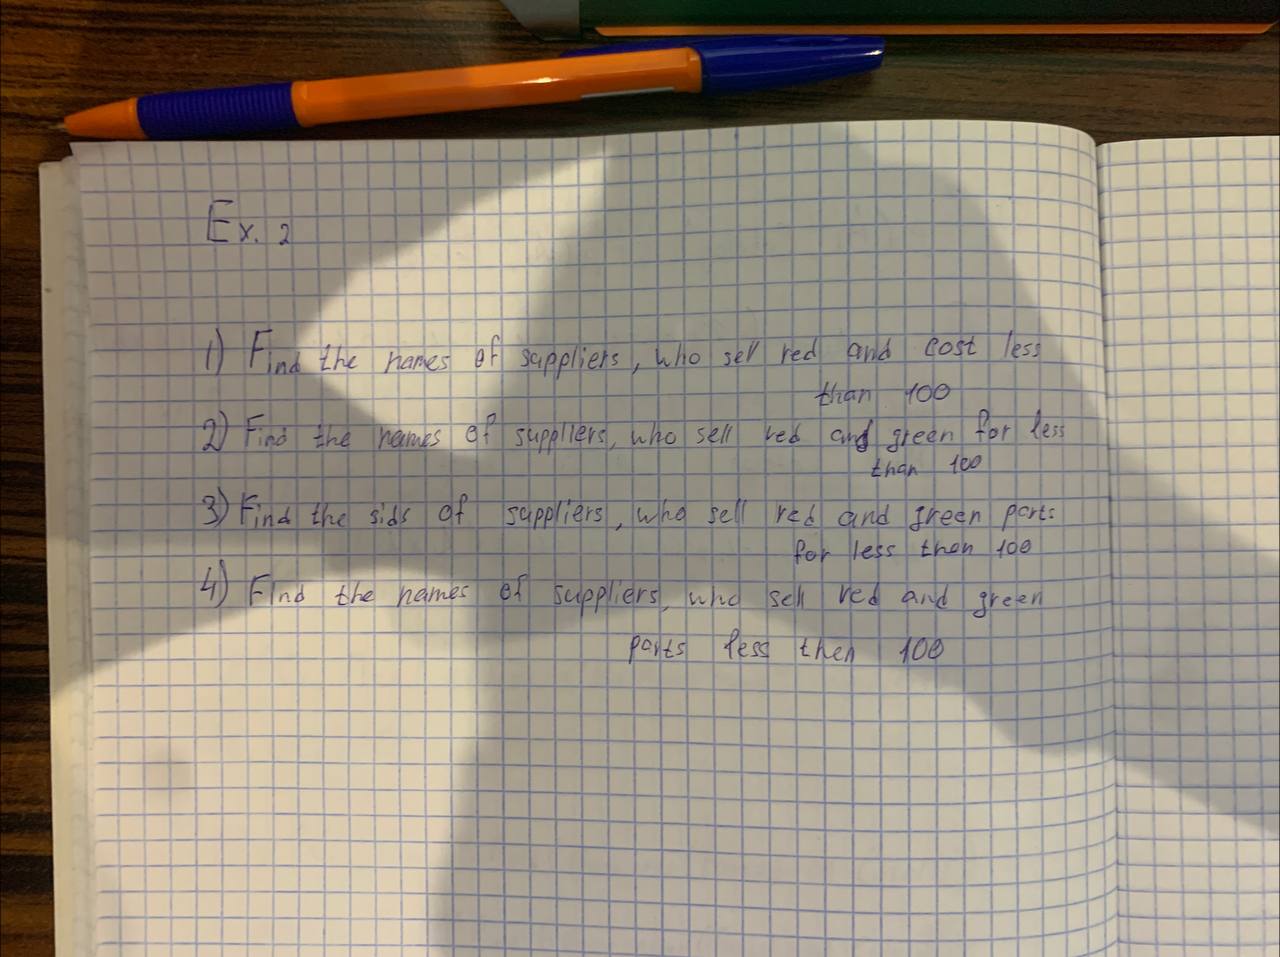 Ex. 2
1) Find the names of suppliers, who sell red and cost less
than 100
2) Find the names of suppliers, who sell red and green for less
than 100
3) Find the sids of suppliers, who sell red and green parts
for less then 100
4) Find the names of suppliers, who sell red and green
parts less then 100